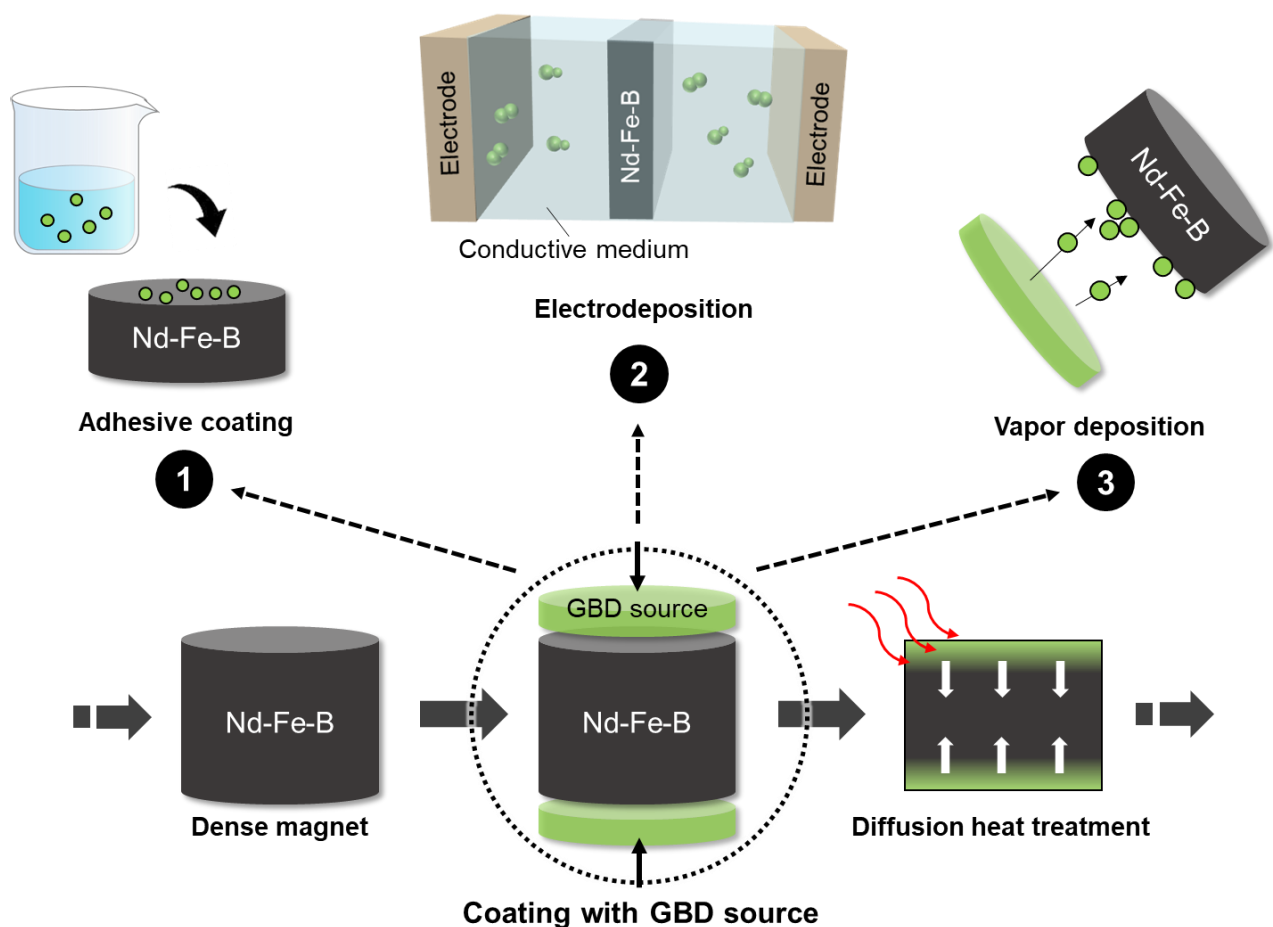 Electrode
Nd-Fe-B
Electrode
Conductive medium
Electrodeposition
2
Nd-Fe-B
Adhesive coating
1
Nd-Fe-B
Vapor deposition
3
GBD source
Nd-Fe-B
Dense magnet
Nd-Fe-B
Coating with GBD source
Diffusion heat treatment